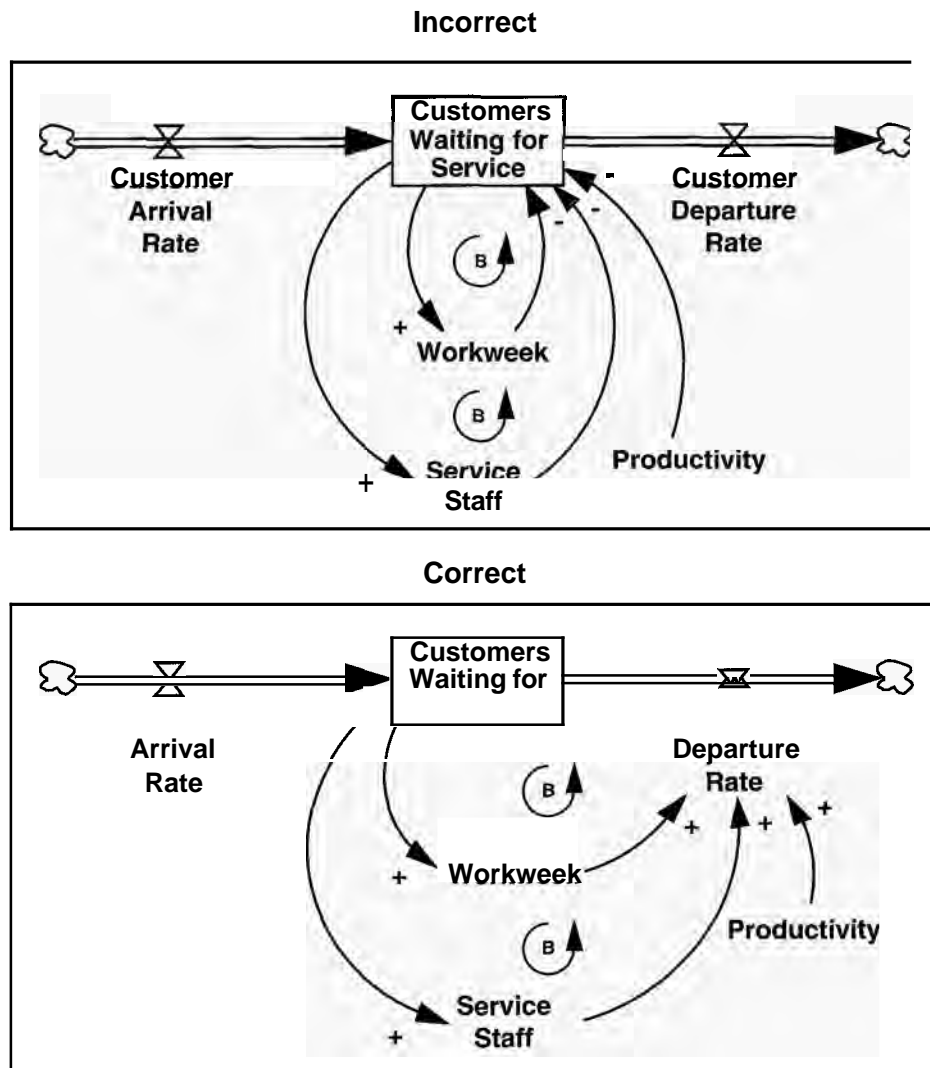 Incorrect
Customers
Waiting for
Service
Customer
Arrival
Rate
Customer
Departure
Rate
-
-
-
B
+
Workweek
B
+
Service
Staff
Productivity
Correct
Customers
Waiting for
Arrival
Rate
Departure
Rate
B
+
+
+
+
Workweek
B
Productivity
+
Service
Staff